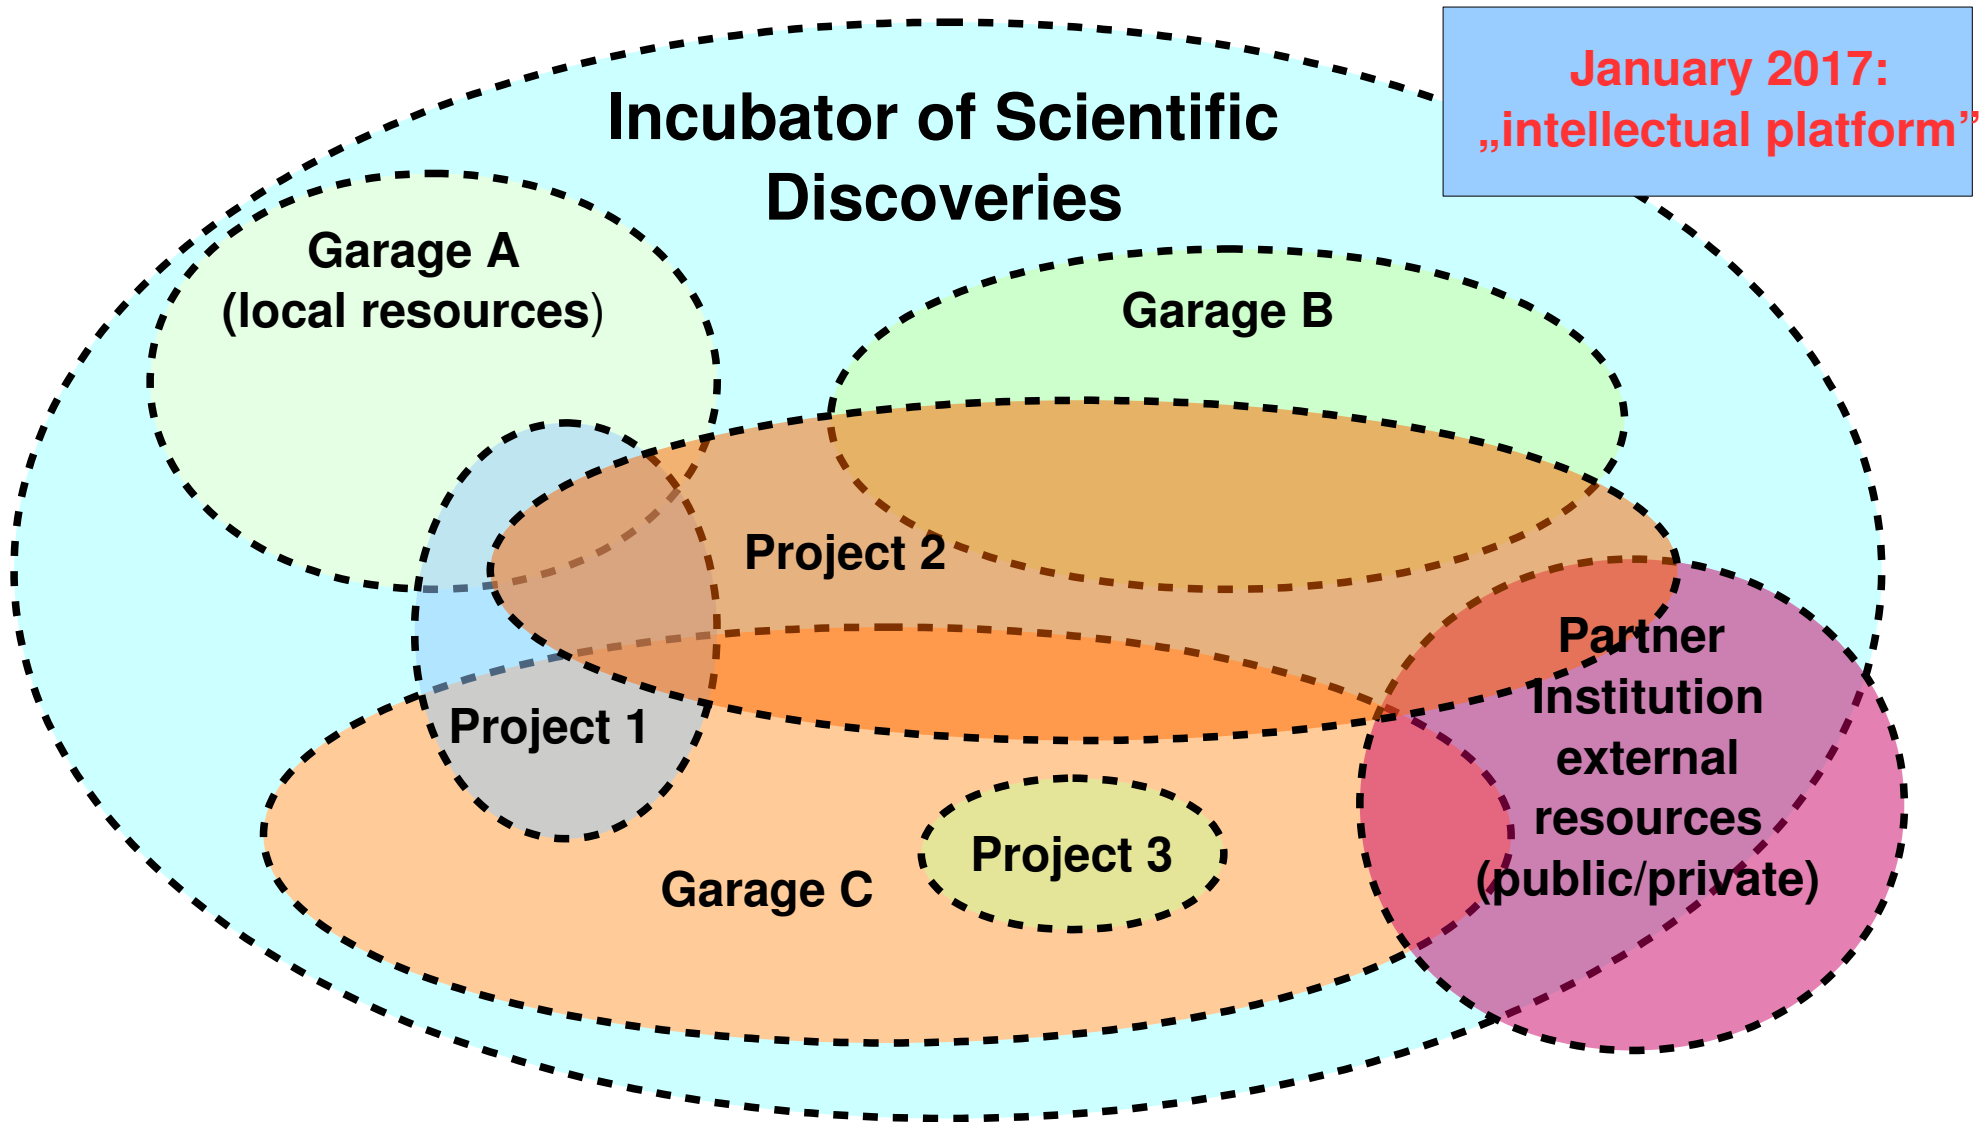 January 2017:
„intellectual platform”
Incubator of Scientific
Discoveries
Garage A
(local resources)
Garage B
Project 2
Project 1
Partner
Institution
external
resources
(public/private)
Project 3
Garage C